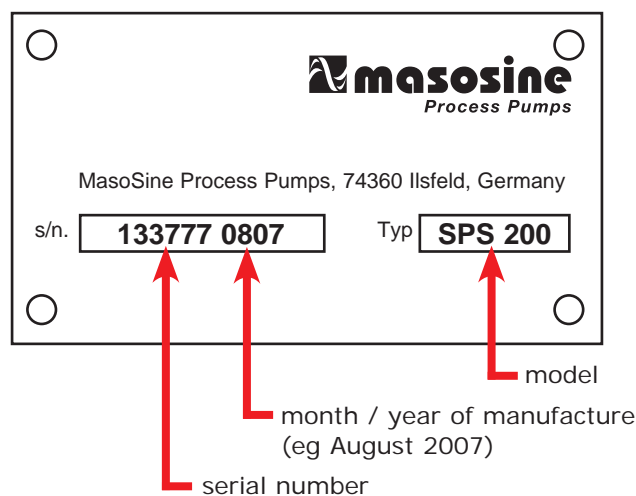 masosine
Process Pumps
MasoSine Process Pumps, 74360 Ilsfeld, Germany
s/n. 133777 0807 Typ SPS 200
model
month / year of manufacture
(eg August 2007)
serial number